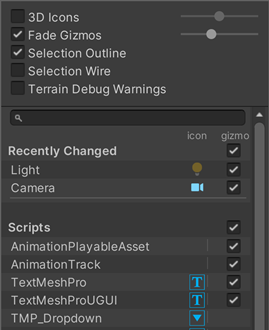 3D Icons
Fade Gizmos
Selection Outline
Selection Wire
Terrain Debug Warnings
icon gizmo
Recently Changed
Light
Camera
Scripts
AnimationPlayableAsset
AnimationTrack
TextMeshPro T
TextMeshProUGUI T
TMP_Dropdown